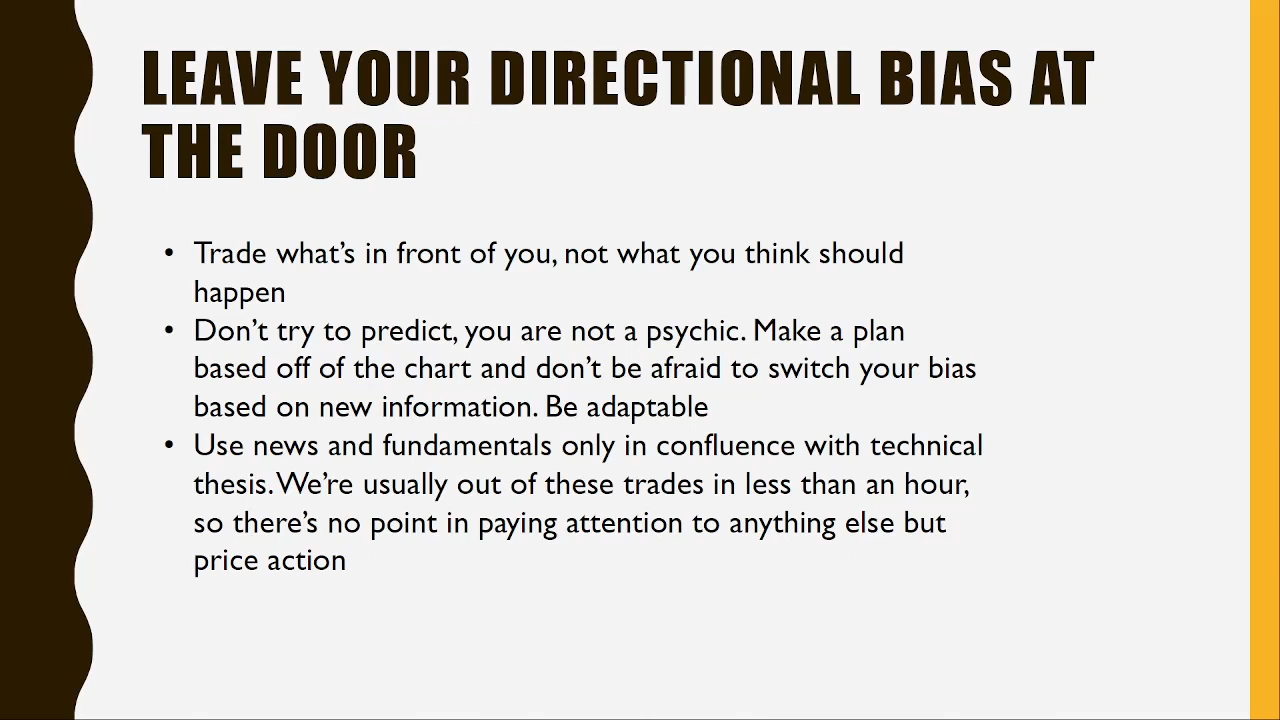 LEAVE YOUR DIRECTIONAL BIAS AT
THE DOOR
• Trade what's in front of you, not what you think should
happen
• Don't try to predict, you are not a psychic. Make a plan
based off of the chart and don't be afraid to switch your bias
based on new information. Be adaptable
• Use news and fundamentals only in confluence with technical
thesis. We're usually out of these trades in less than an hour,
so there's no point in paying attention to anything else but
price action